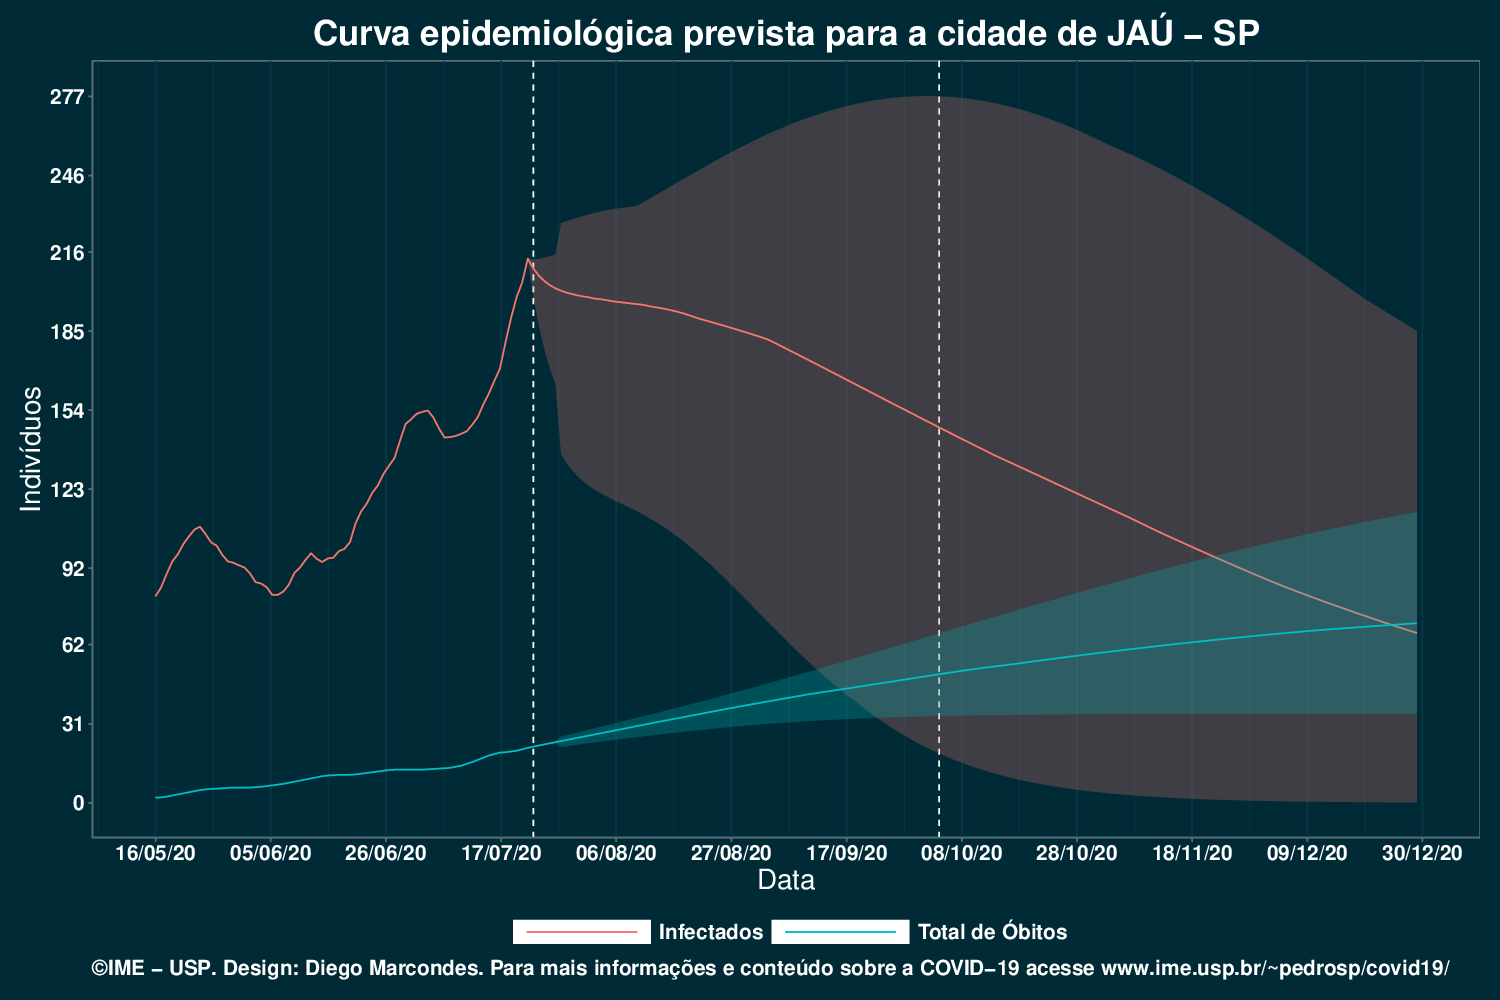 Curva epidemiológica prevista para a cidade de JAÚ – SP
277
246
216
185
154
123
92
62
31
0
Indivíduos
16/05/20 05/06/20 26/06/20 17/07/20 06/08/20 27/08/20 17/09/20 08/10/20 28/10/20 18/11/20 09/12/20 30/12/20
Data
Infectados Total de Óbitos
©IME – USP. Design: Diego Marcondes. Para mais informações e conteúdo sobre a COVID–19 acesse www.ime.usp.br/~pedrosp/covid19/